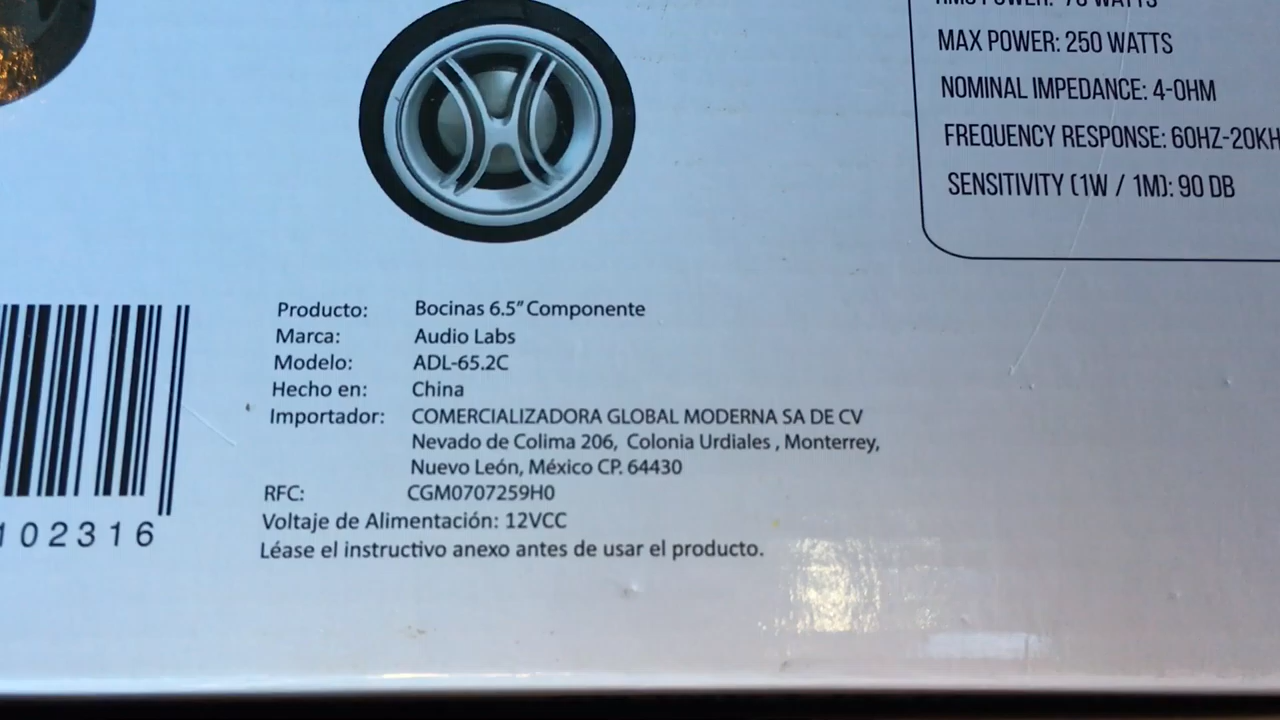 MAX POWER: 250 WATTS
NOMINAL IMPEDANCE: 4-OHM
FREQUENCY RESPONSE: 60HZ-20KH
SENSITIVITY (1W / 1M): 90 DB
Producto: Bocinas 6.5" Componente
Marca: Audio Labs
Modelo: ADL-65.2C
Hecho en: China
Importador: COMERCIALIZADORA GLOBAL MODERNA SA DE CV
Nevado de Colima 206, Colonia Urdiales , Monterrey,
Nuevo León, México CP. 64430
RFC: CGM0707259H0
Voltaje de Alimentación: 12VCC
Léase el instructivo anexo antes de usar el producto.
102316